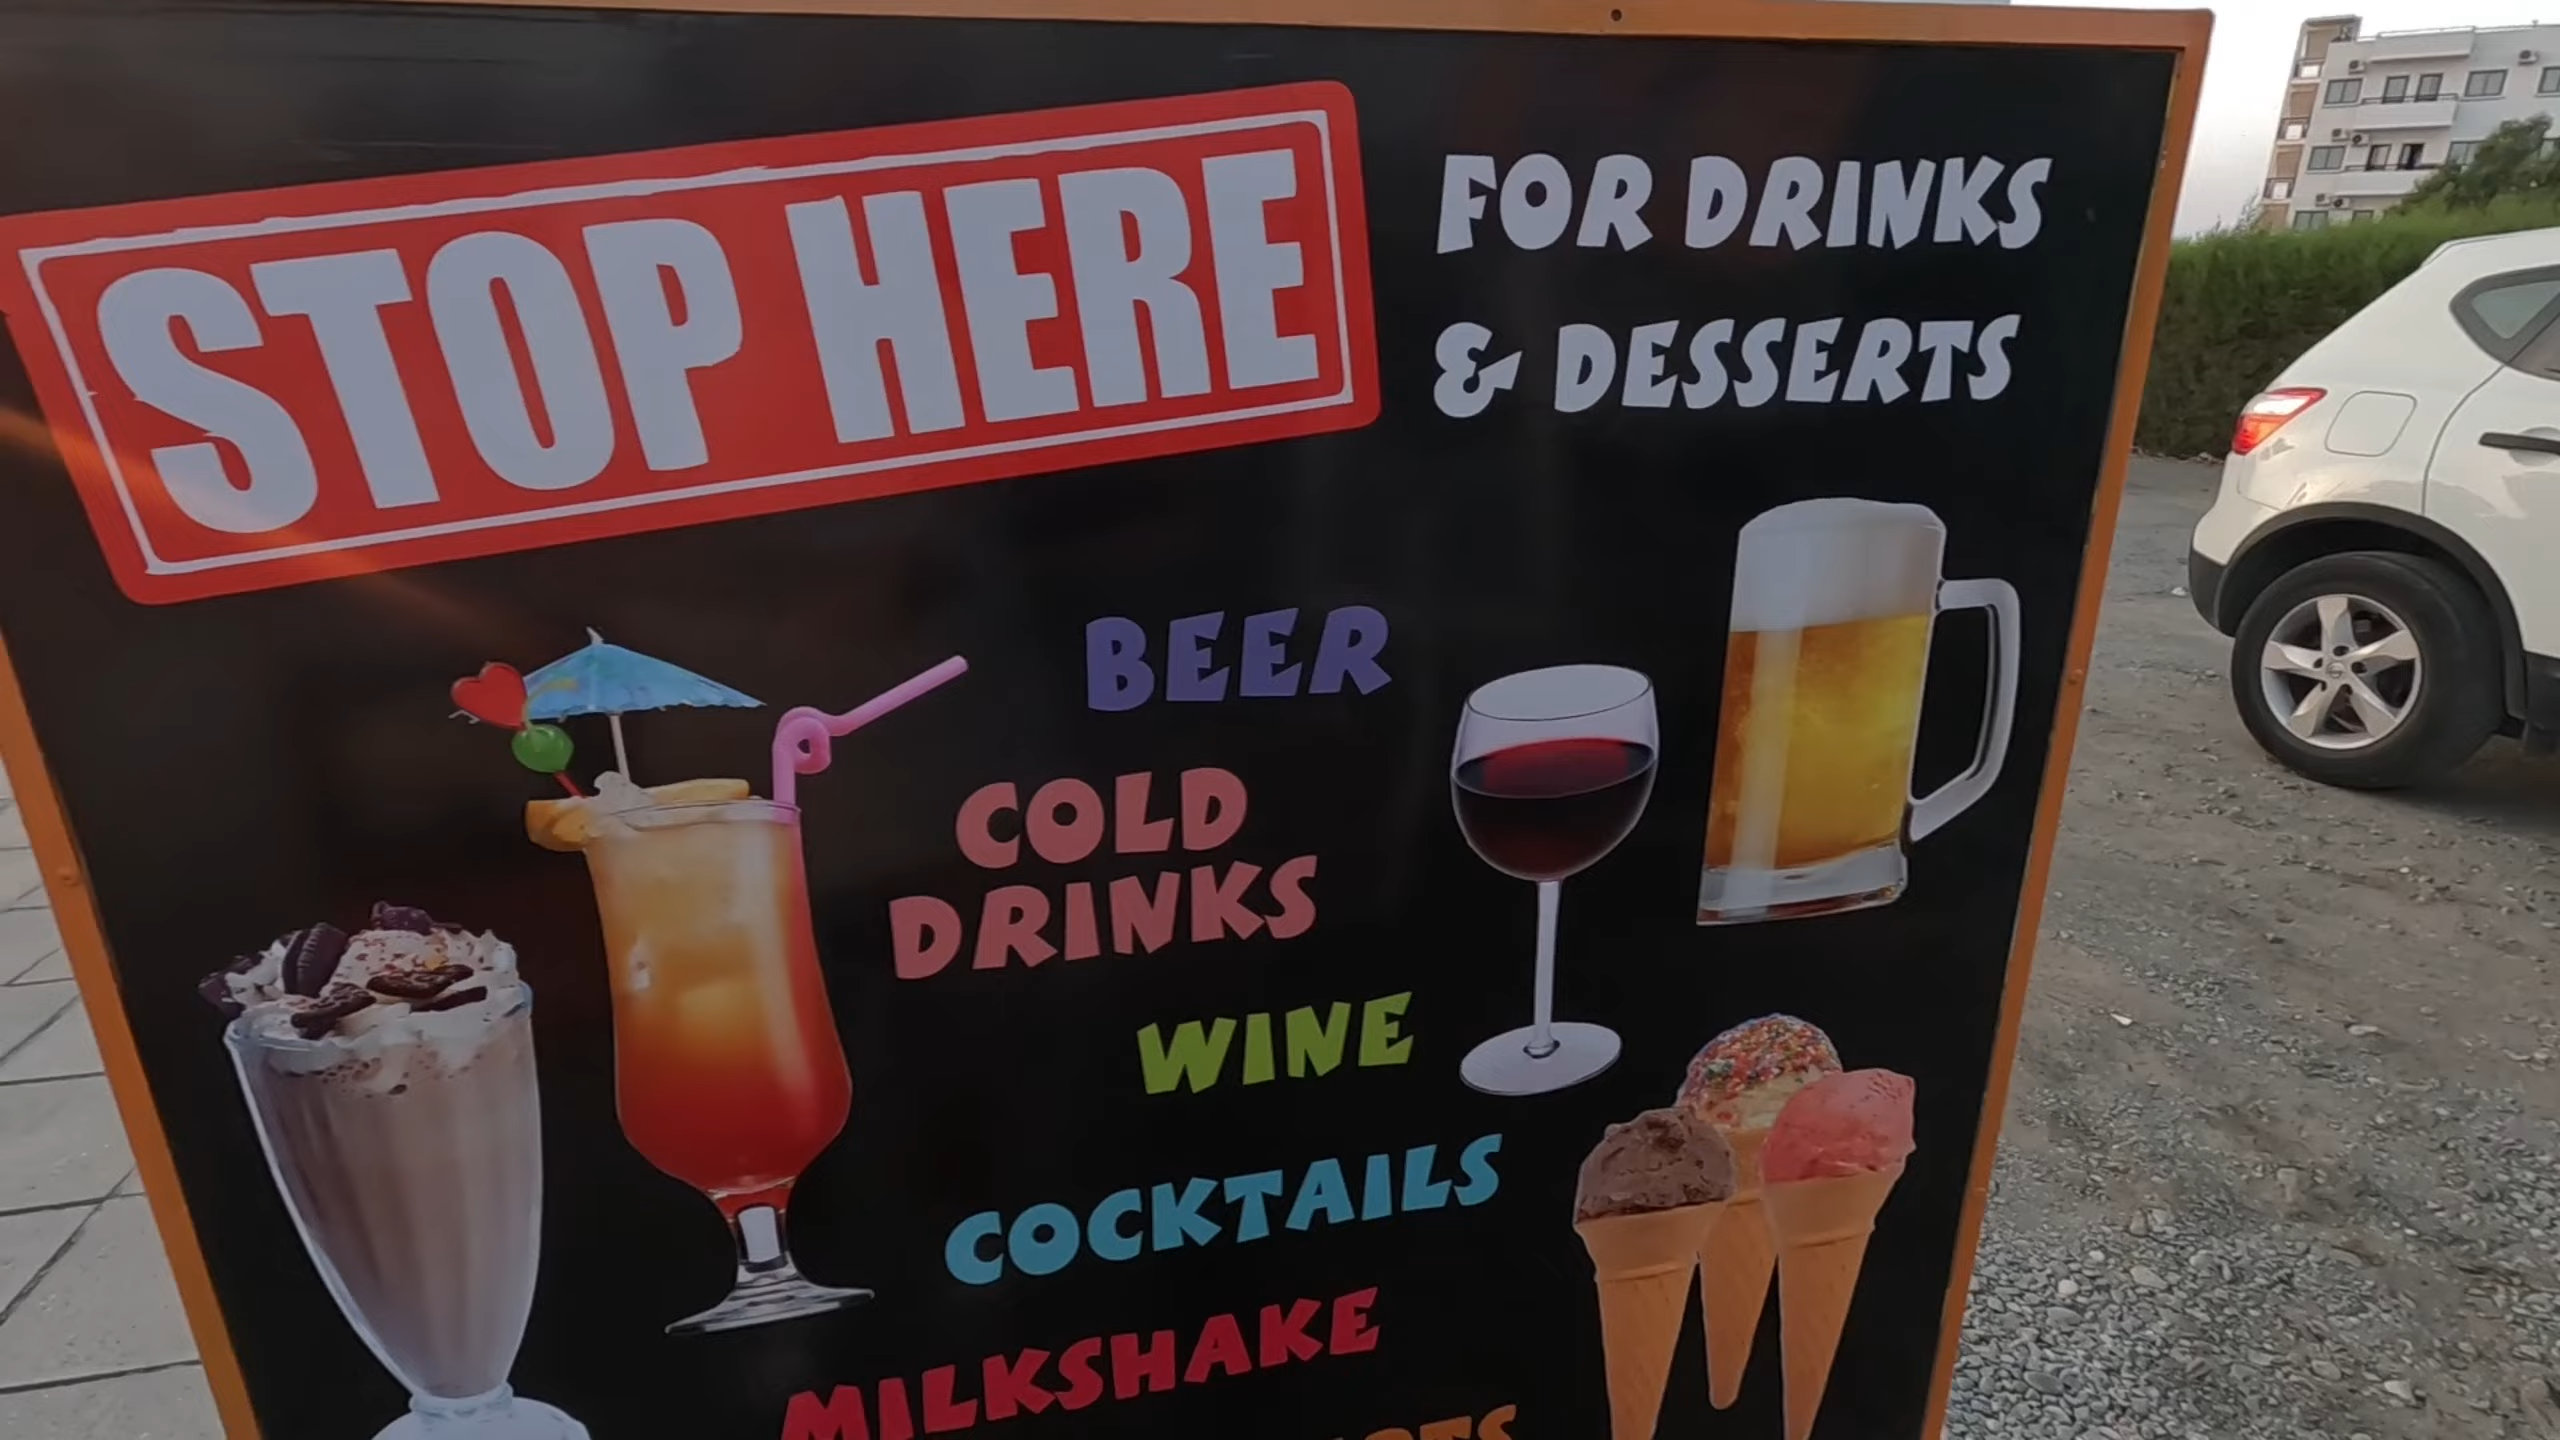 STOP HERE
FOR DRINKS
& DESSERTS
BEER
COLD
DRINKS
WINE
COCKTAILS
MILKSHAKE